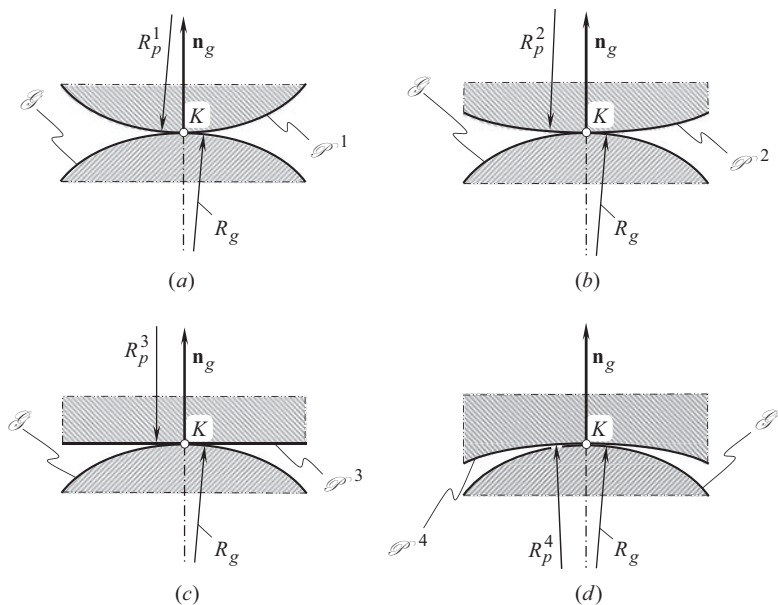 R_p^1 n_g
K
𝒢 𝒫^1
R_g
(a)
R_p^2 n_g
K
𝒢 𝒫^2
R_g
(b)
R_p^3 n_g
K
𝒢 𝒫^3
R_g
(c)
n_g
K
𝒢
𝒫^4 R_p^4 R_g
(d)